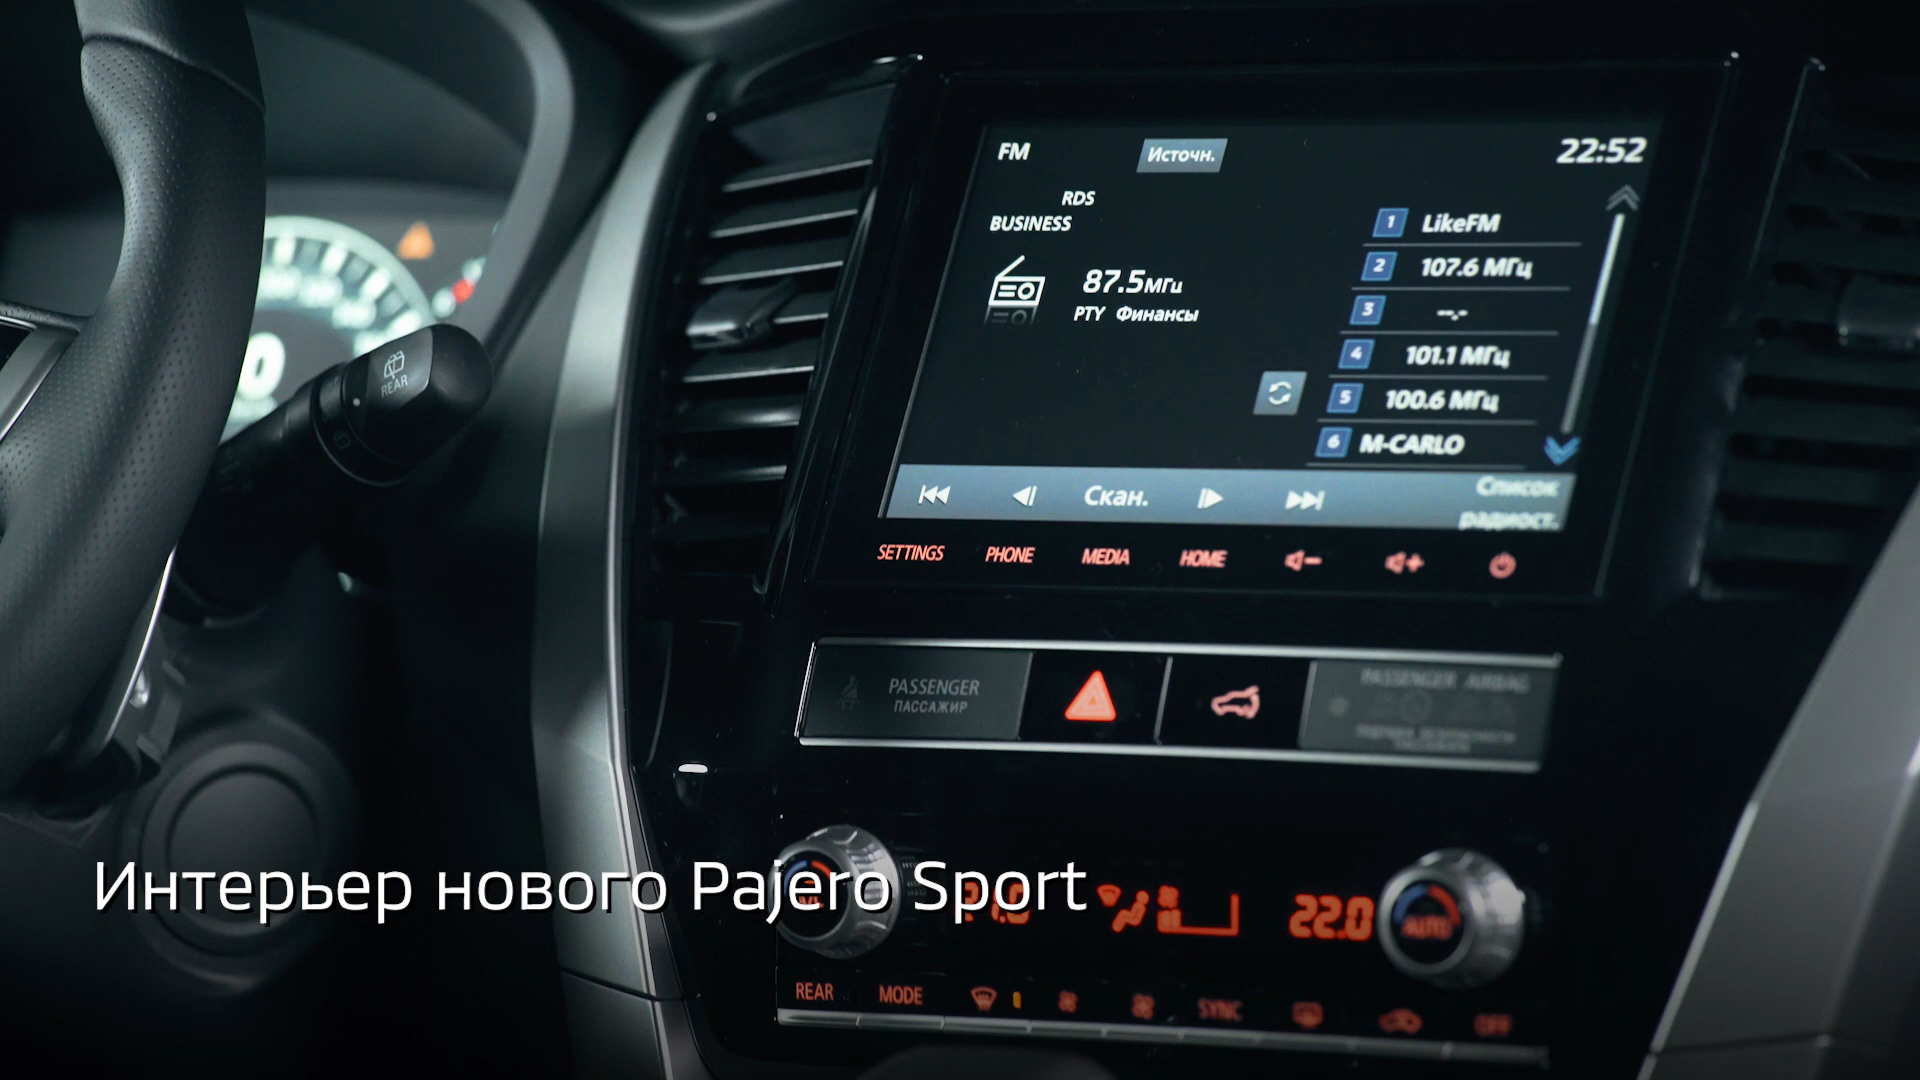 FM
Источн.
22:52
RDS
BUSINESS
87.5МГц
PTY Финансы
1 LikeFM
2 107.6 МГц
3 --.-
4 101.1 МГц
5 100.6 МГц
6 M-CARLO
Скан.
Список
радиост.
SETTINGS PHONE MEDIA HOME
PASSENGER
ПАССАЖИР
PASSENGER AIRBAG
REAR
Интерьер нового Pajero Sport
22.0
AUTO
REAR MODE SYNC OFF